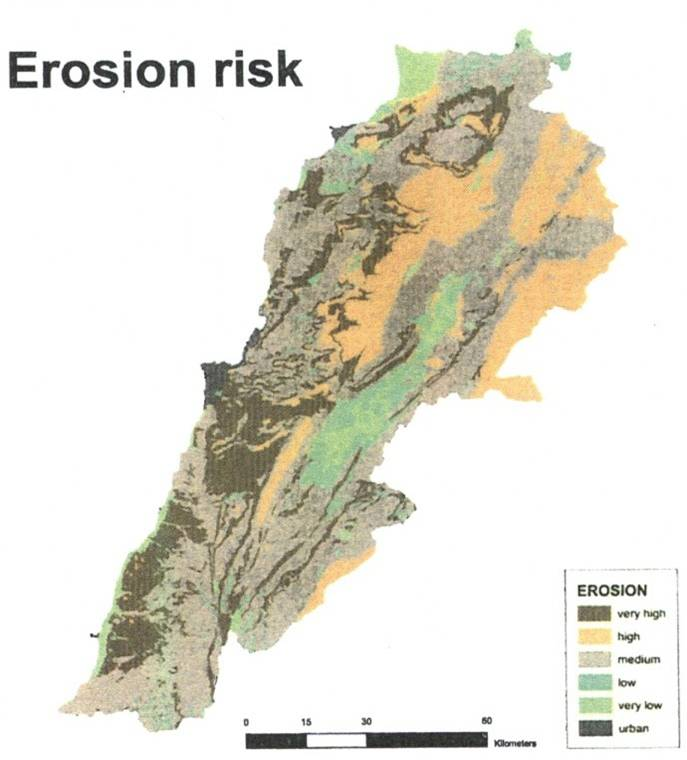 Erosion risk
EROSION
very high
high
medium
low
very low
urban
0 15 30 60
Kilometers